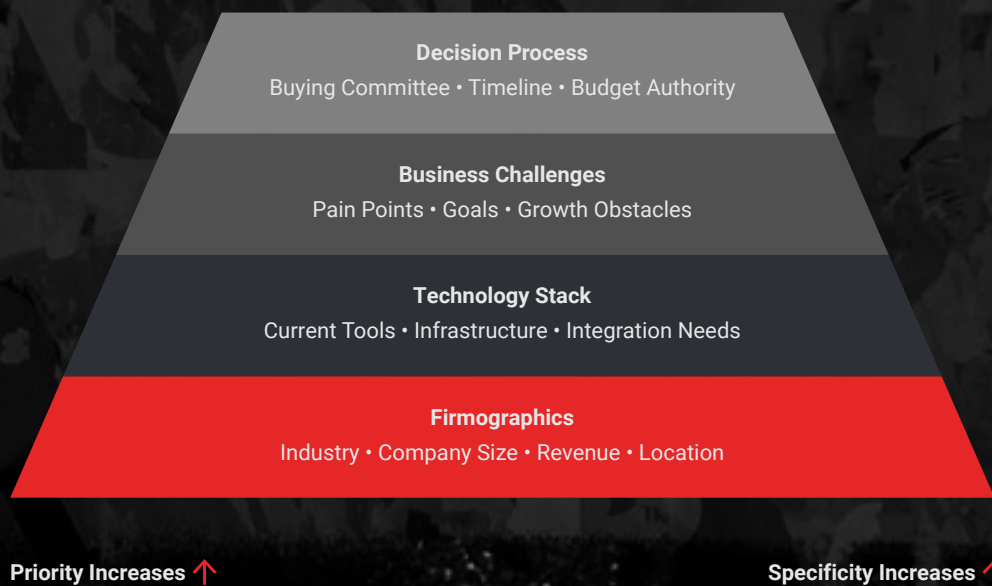 Decision Process
Buying Committee • Timeline • Budget Authority
Business Challenges
Pain Points • Goals • Growth Obstacles
Technology Stack
Current Tools • Infrastructure • Integration Needs
Firmographics
Industry • Company Size • Revenue • Location
Priority Increases ↑
Specificity Increases